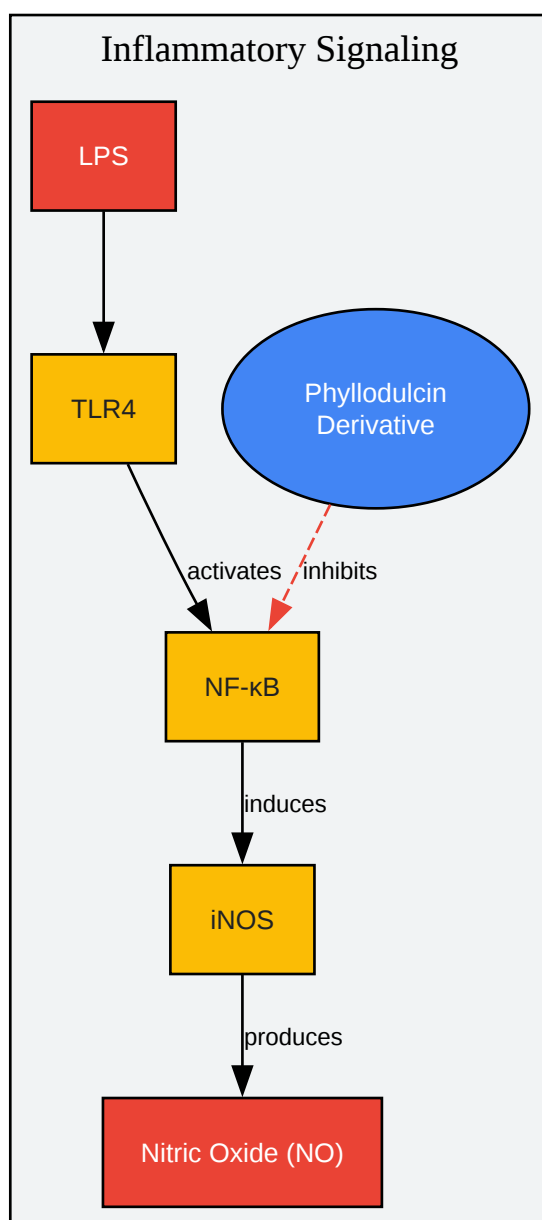 Inflammatory Signaling
LPS
TLR4
Phyllodulcin
Derivative
activates
inhibits
NF-κB
induces
iNOS
produces
Nitric Oxide (NO)